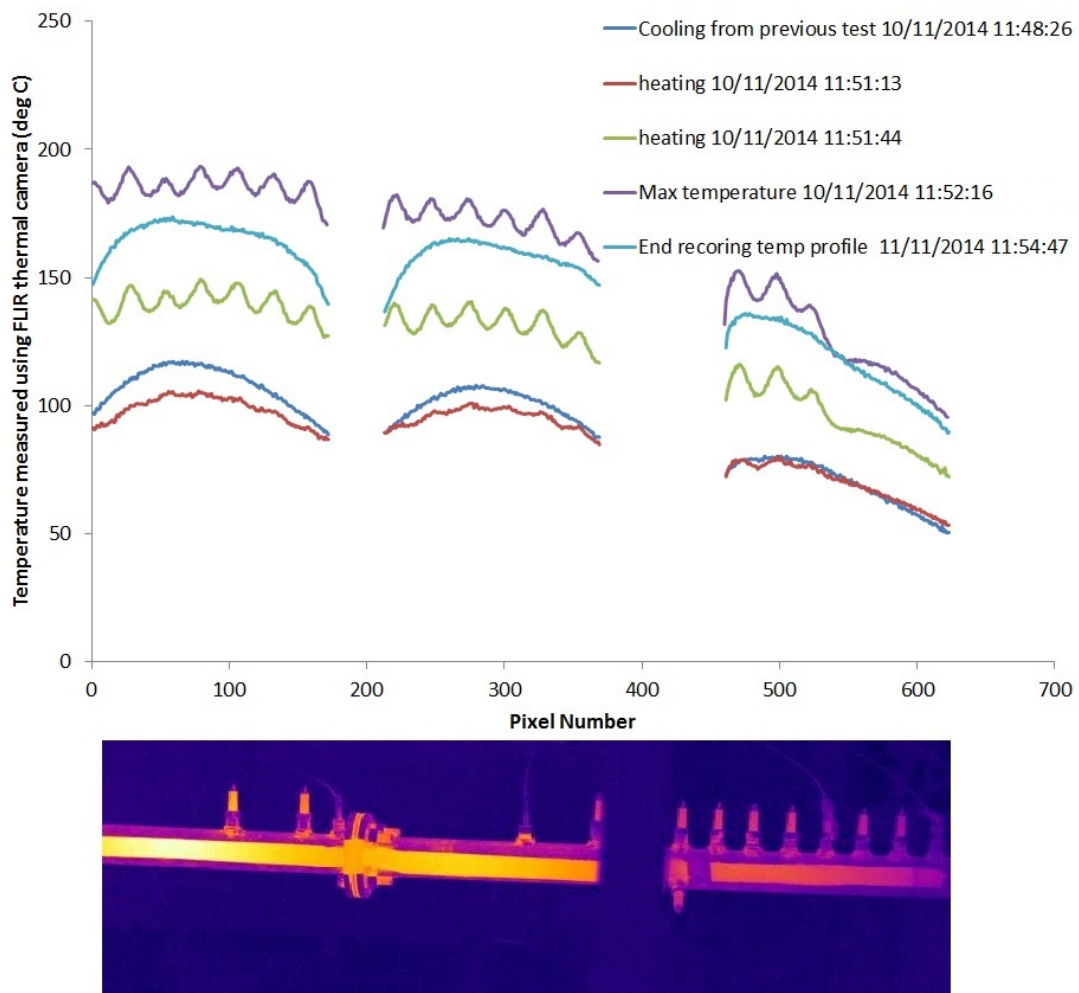 250
200
150
100
50
0
Temperature measured using FLIR thermal camera (deg C)
Cooling from previous test 10/11/2014 11:48:26
heating 10/11/2014 11:51:13
heating 10/11/2014 11:51:44
Max temperature 10/11/2014 11:52:16
End recoring temp profile 11/11/2014 11:54:47
0 100 200 300 400 500 600 700
Pixel Number